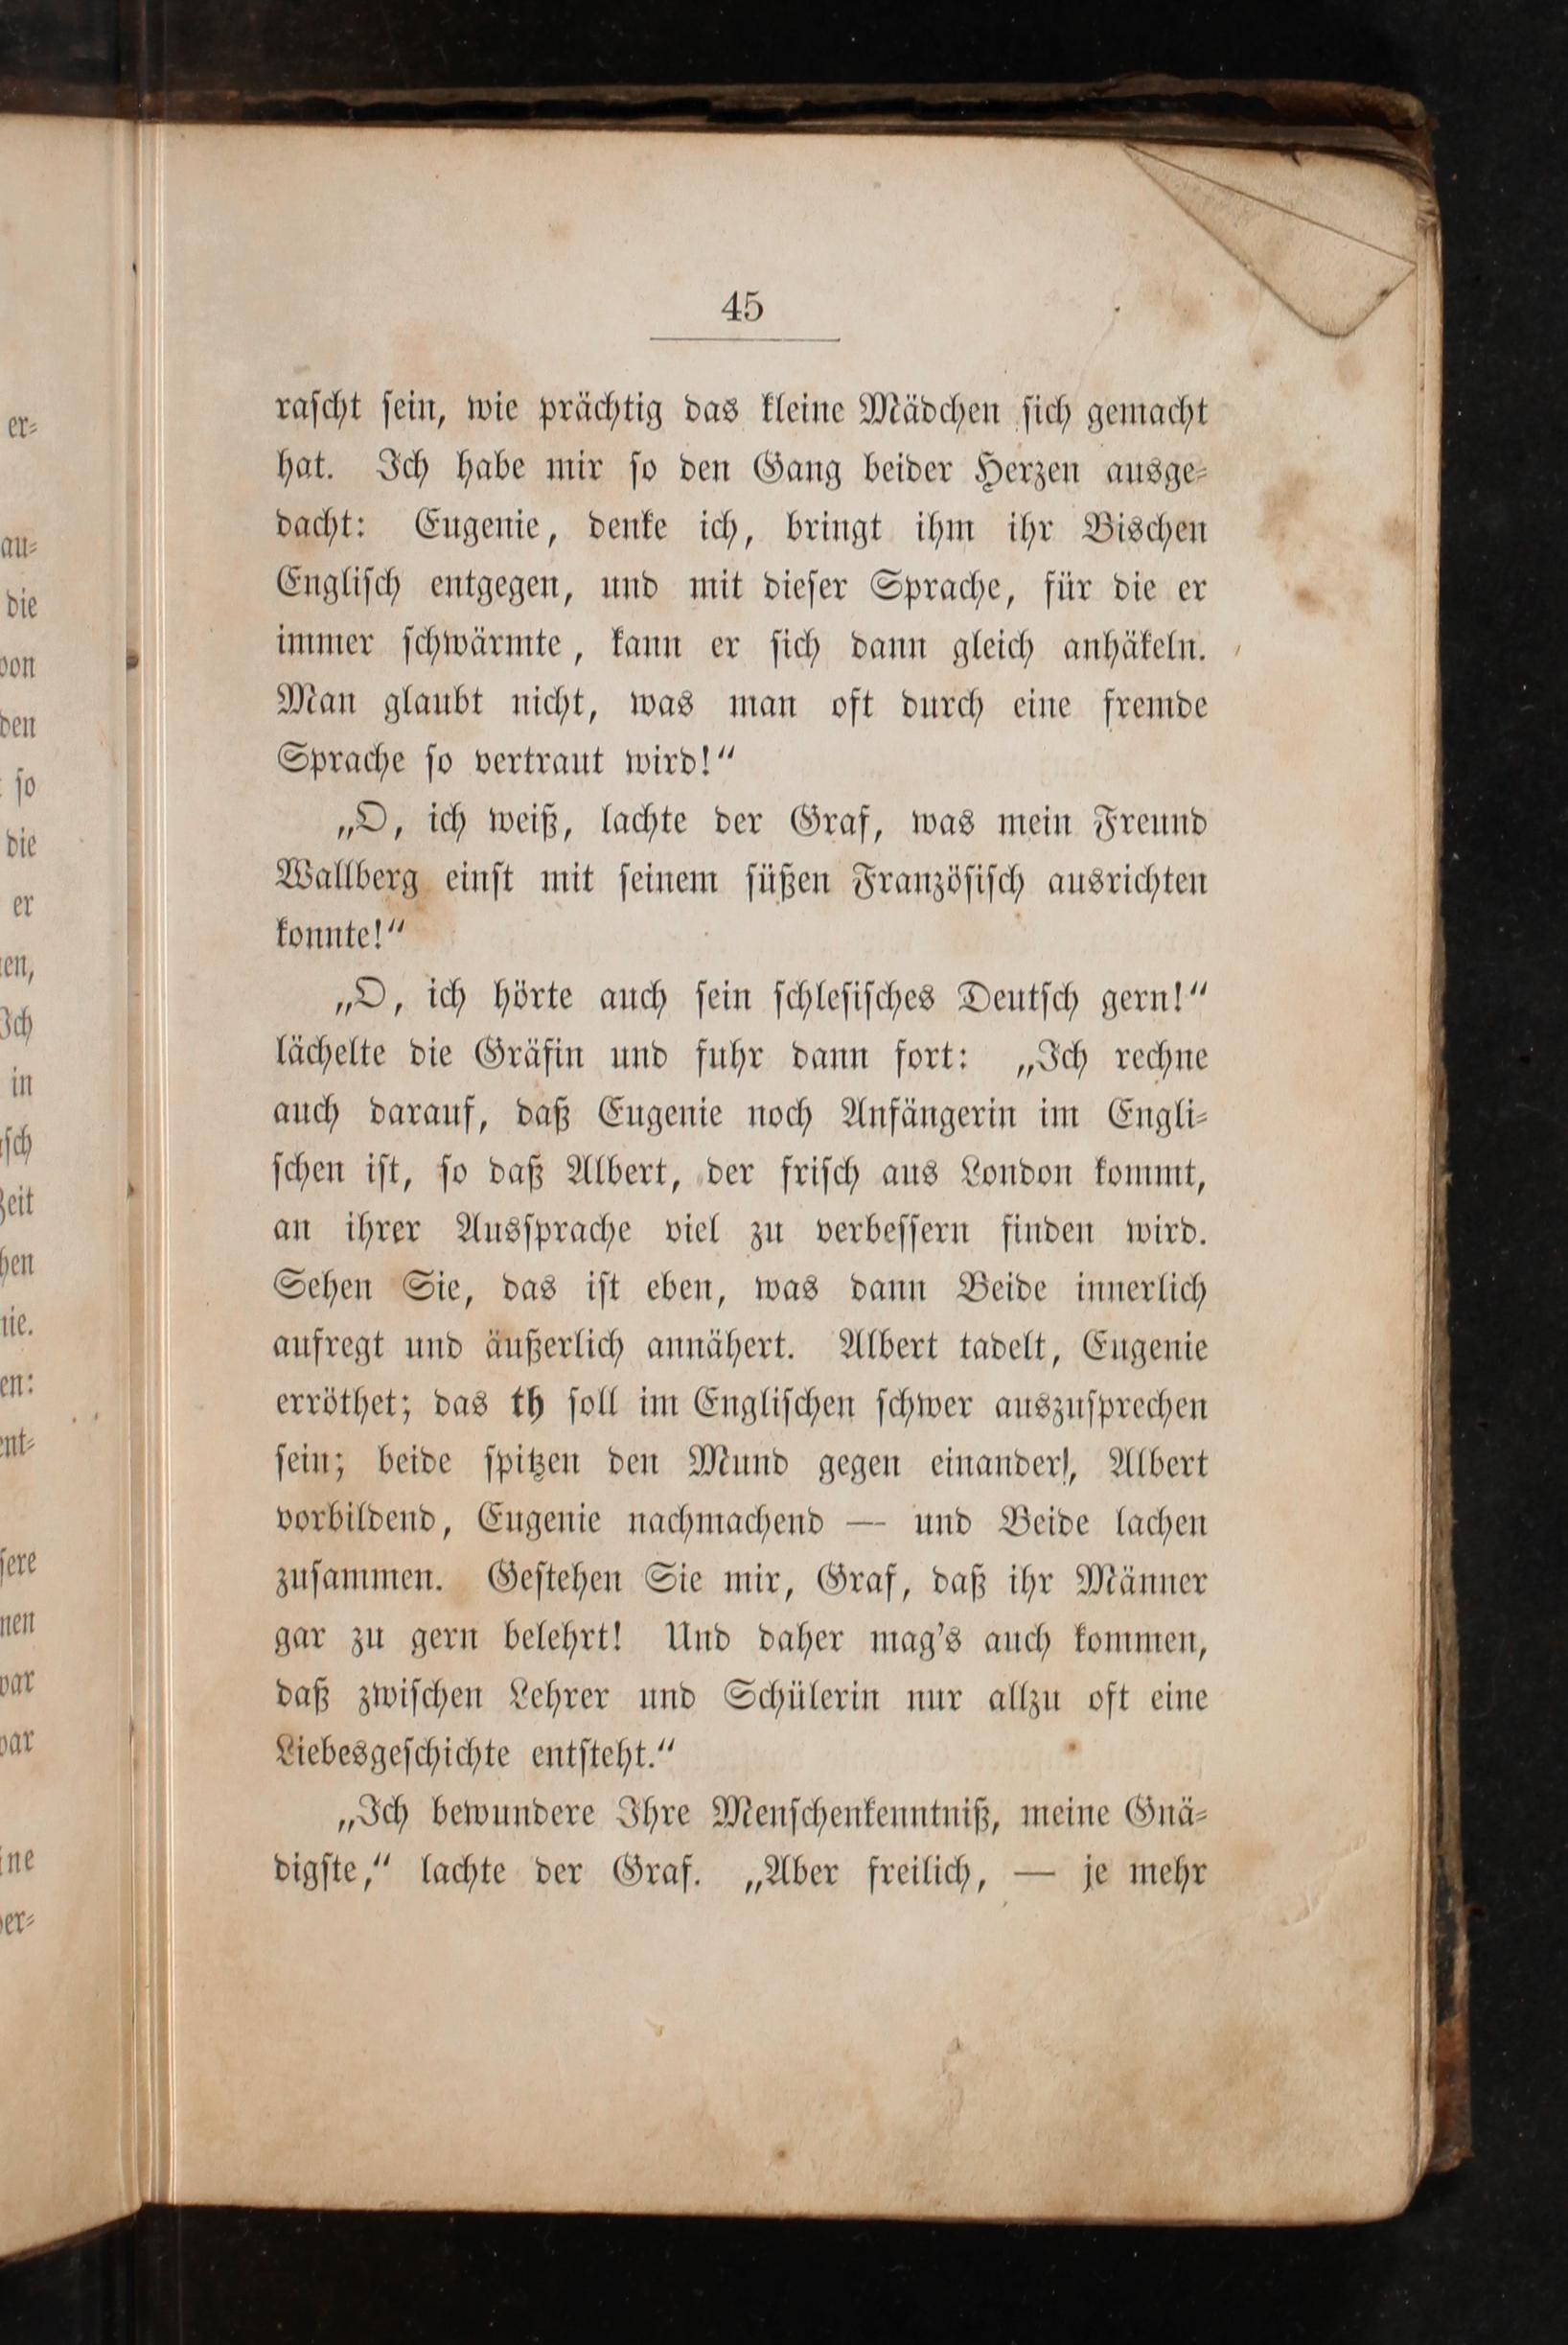 45
rascht sein, wie prächtig das kleine Mädchen sich gemacht
hat. Ich habe mir so den Gang beider Herzen ausge-
dacht: Eugenie, denke ich, bringt ihm ihr Bischen
Englisch entgegen, und mit dieser Sprache, für die er
immer schwärmte, kann er sich dann gleich anhäkeln.
Man glaubt nicht, was man oft durch eine fremde
Sprache so vertraut wird!“
„O, ich weiß, lachte der Graf, was mein Freund
Wallberg einst mit seinem süßen Französisch ausrichten
konnte!“
„O, ich hörte auch sein schlesisches Deutsch gern!“
lächelte die Gräfin und fuhr dann fort: „Ich rechne
auch darauf, daß Eugenie noch Anfängerin im Engli-
schen ist, so daß Albert, der frisch aus London kommt,
an ihrer Aussprache viel zu verbessern finden wird.
Sehen Sie, das ist eben, was dann Beide innerlich
aufregt und äußerlich annähert. Albert tadelt, Eugenie
erröthet; das th soll im Englischen schwer auszusprechen
sein; beide spitzen den Mund gegen einander!, Albert
vorbildend, Eugenie nachmachend — und Beide lachen
zusammen. Gestehen Sie mir, Graf, daß ihr Männer
gar zu gern belehrt! Und daher mag's auch kommen,
daß zwischen Lehrer und Schülerin nur allzu oft eine
Liebesgeschichte entsteht.“
„Ich bewundere Ihre Menschenkenntniß, meine Gnä-
digste,“ lachte der Graf. „Aber freilich, — je mehr